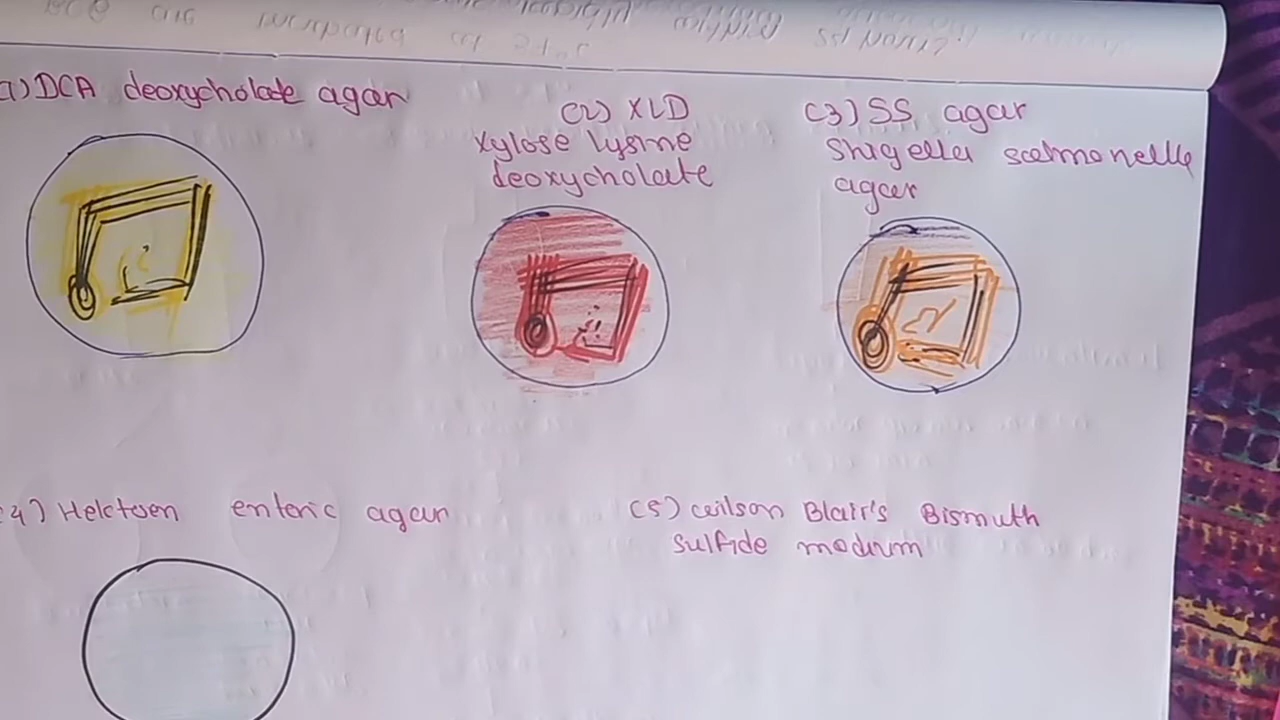 1) DCA deoxycholate agar
(2) XLD
Xylose lysine
deoxycholate
(3) SS agar
Shigella salmonella
agar
4) Hektoen enteric agar
(5) wilson Blair's Bismuth
sulfide medium